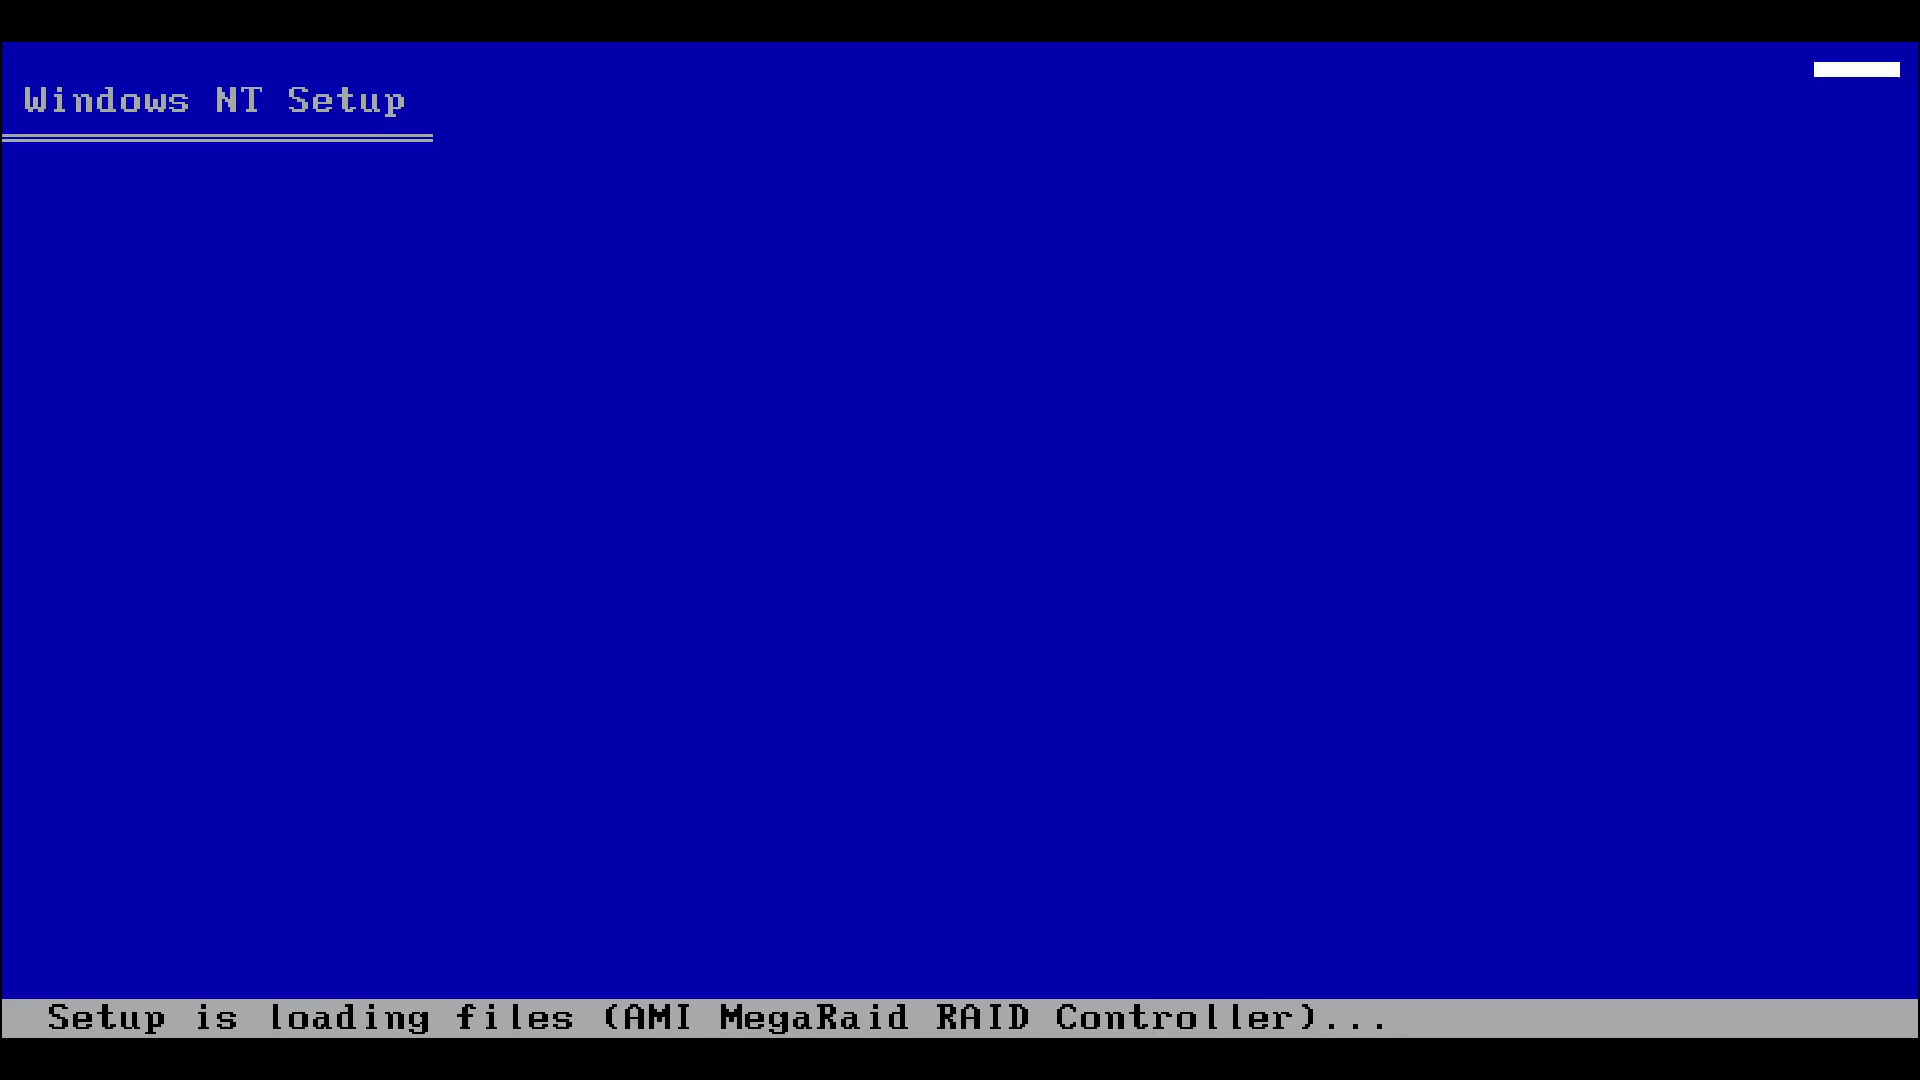 Windows NT Setup
Setup is loading files (AMI MegaRaid RAID Controller)...